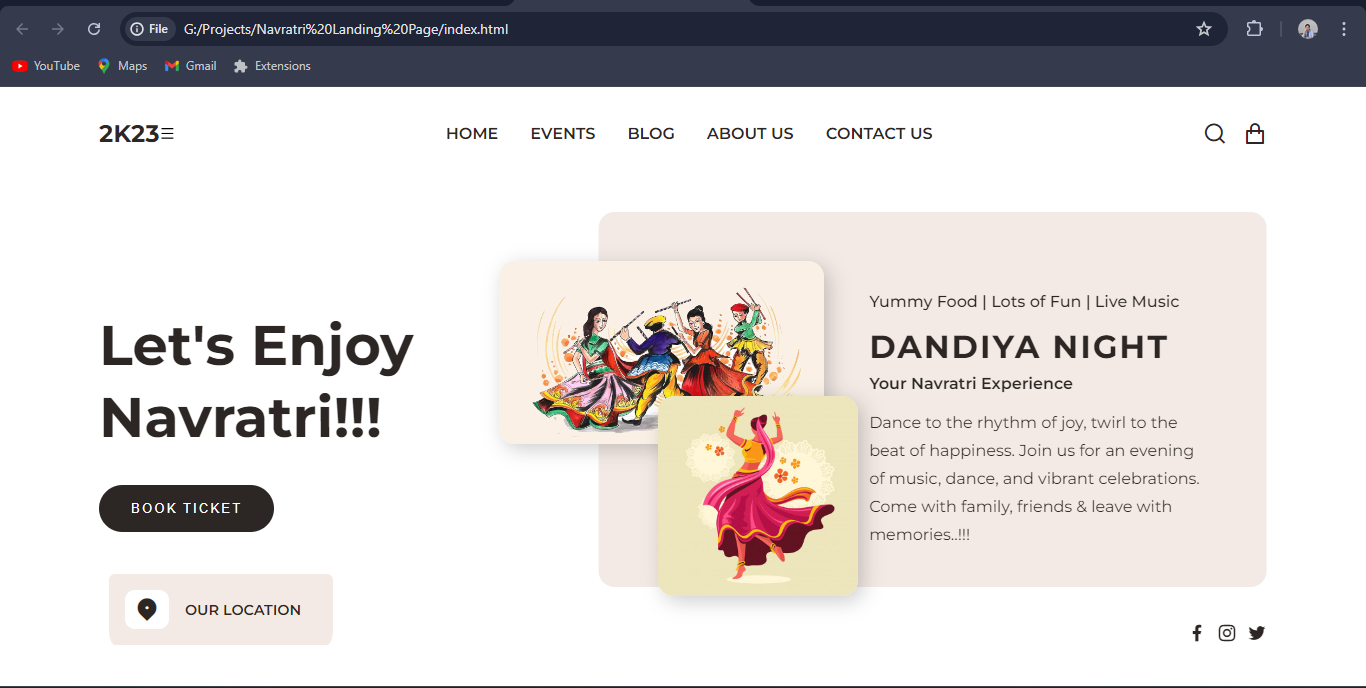 File
G:/Projects/Navratri%20Landing%20Page/index.html
YouTube
Maps
Gmail
Extensions
2K23
HOME
EVENTS
BLOG
ABOUT US
CONTACT US
Let's Enjoy
Navratri!!!
BOOK TICKET
OUR LOCATION
Yummy Food | Lots of Fun | Live Music
DANDIYA NIGHT
Your Navratri Experience
Dance to the rhythm of joy, twirl to the
beat of happiness. Join us for an evening
of music, dance, and vibrant celebrations.
Come with family, friends & leave with
memories..!!!